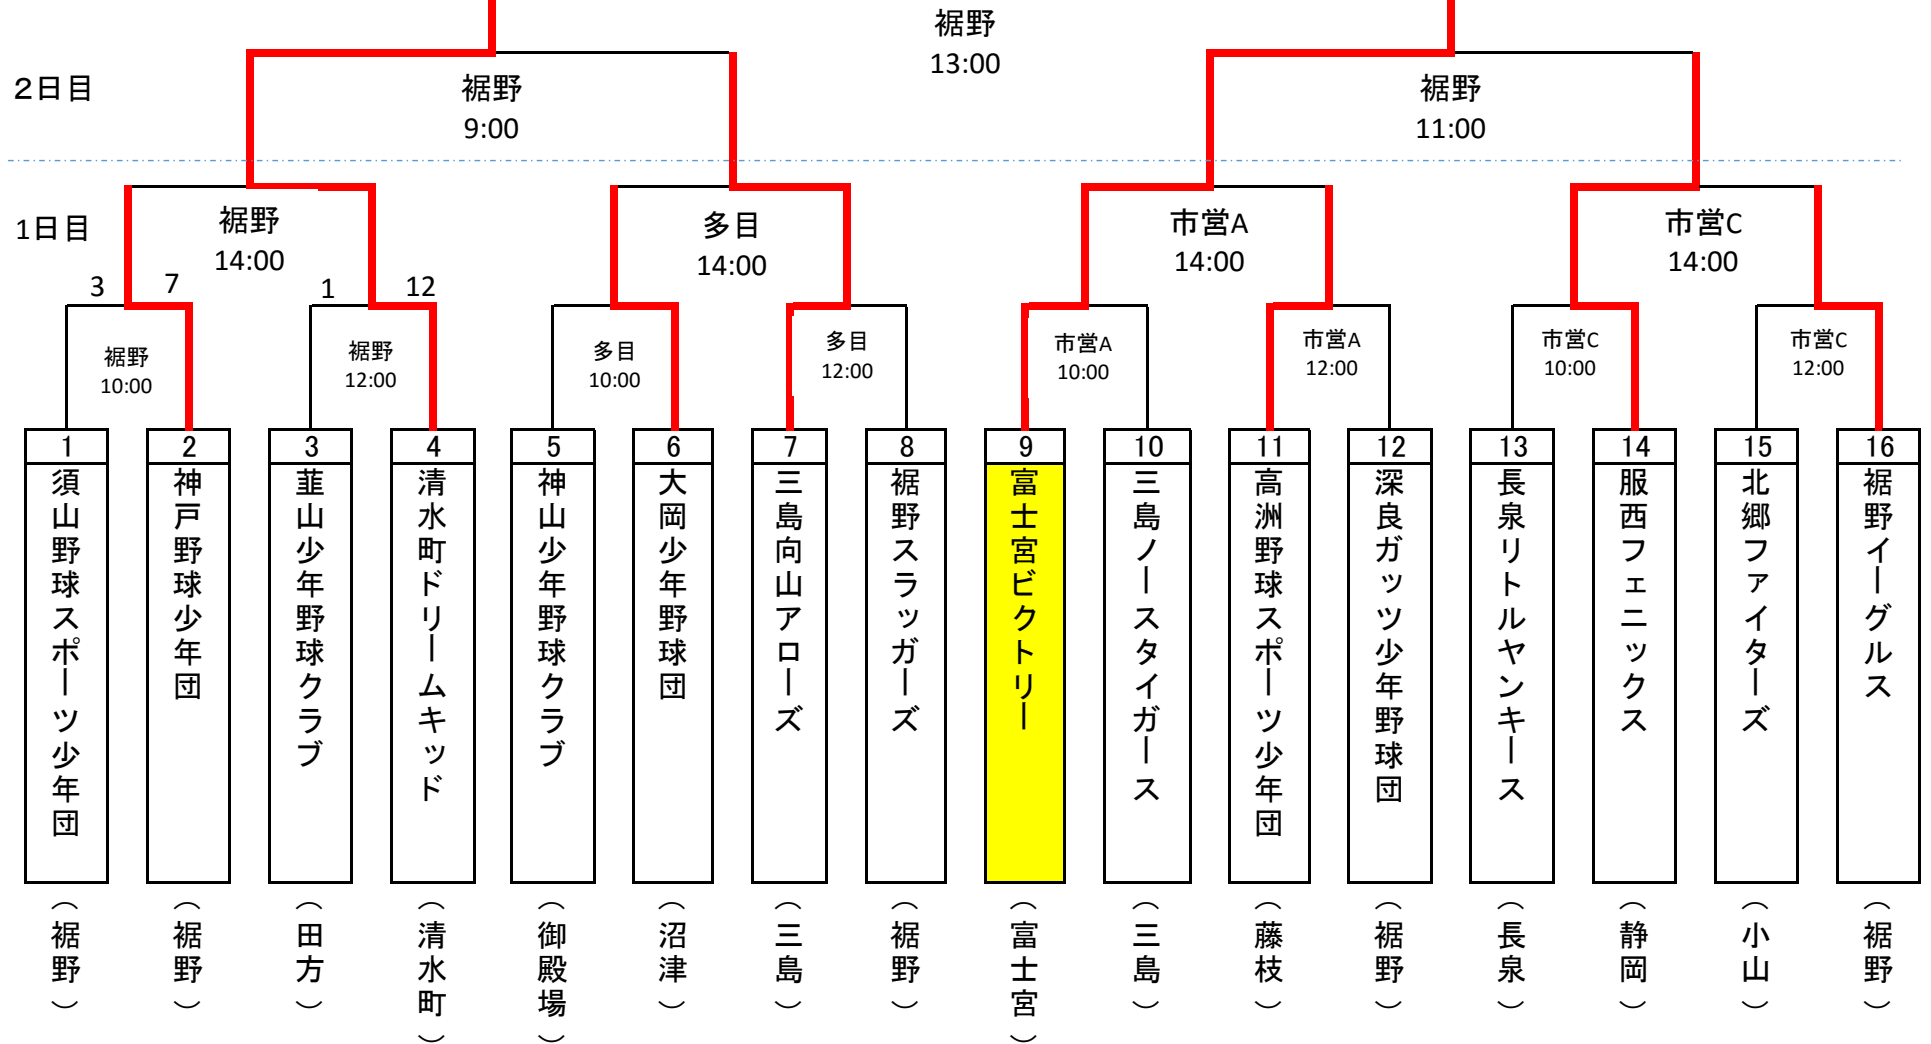 裾野
13:00
２日目
裾野
9:00
裾野
11:00
1日目
裾野
14:00
多目
14:00
市営A
14:00
市営C
14:00
3
7
1
12
裾野
10:00
裾野
12:00
多目
10:00
多目
12:00
市営A
10:00
市営A
12:00
市営C
10:00
市営C
12:00
1
須山野球スポーツ少年団
（裾野）
2
神戸野球少年団
（裾野）
3
韮山少年野球クラブ
（田方）
4
清水町ドリームキッド
（清水町）
5
神山少年野球クラブ
（御殿場）
6
大岡少年野球団
（沼津）
7
三島向山アローズ
（三島）
8
裾野スラッガーズ
（裾野）
9
富士宮ビクトリー
（富士宮）
10
三島ノースタイガース
（三島）
11
高洲野球スポーツ少年団
（藤枝）
12
深良ガッツ少年野球団
（裾野）
13
長泉リトルヤンキース
（長泉）
14
服西フェニックス
（静岡）
15
北郷ファイターズ
（小山）
16
裾野イーグルス
（裾野）